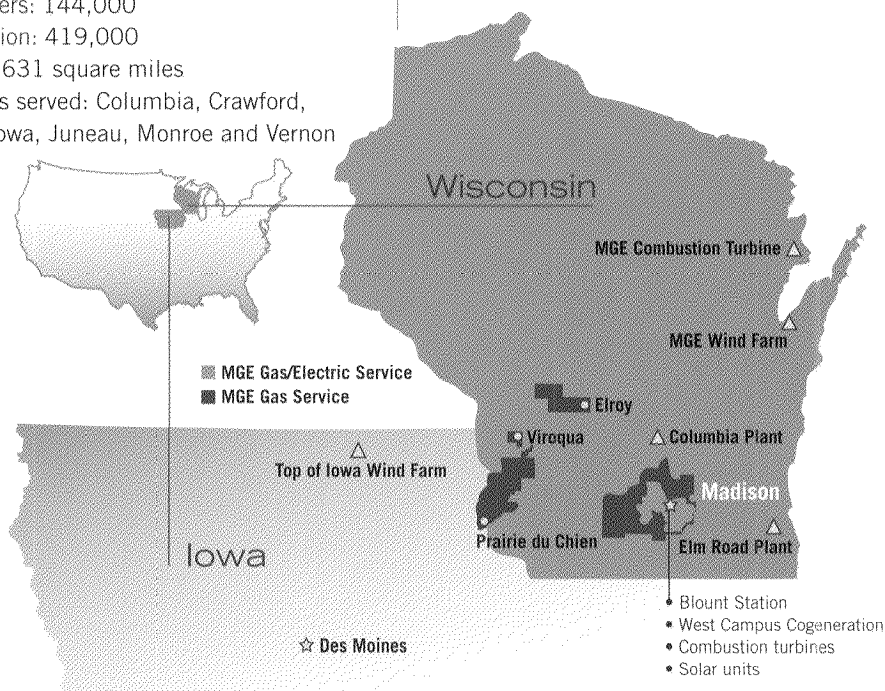 ers: 144,000
ion: 419,000
631 square miles
s served: Columbia, Crawford,
owa, Juneau, Monroe and Vernon
Wisconsin
MGE Combustion Turbine
MGE Wind Farm
MGE Gas/Electric Service
MGE Gas Service
Elroy
Viroqua
Columbia Plant
Top of Iowa Wind Farm
Madison
Prairie du Chien
Elm Road Plant
Iowa
Des Moines
• Blount Station
• West Campus Cogeneration
• Combustion turbines
• Solar units